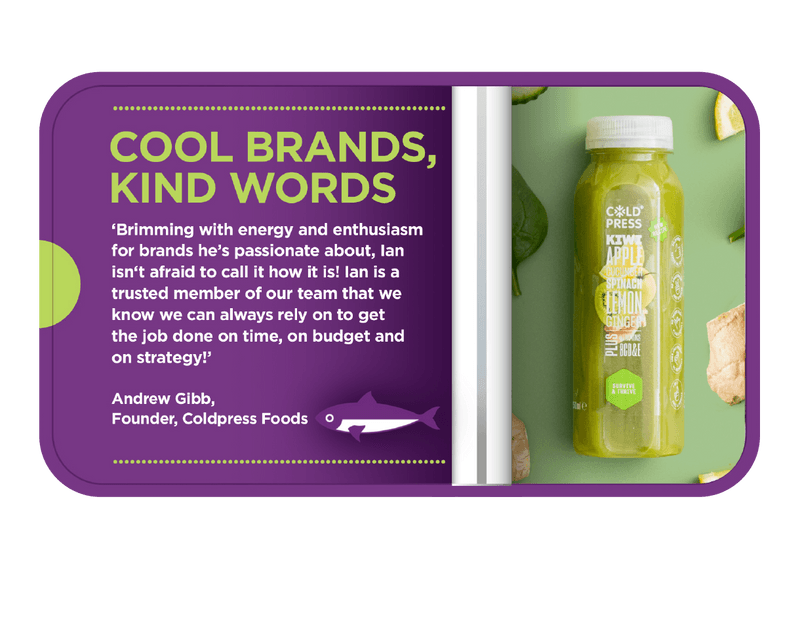 COOL BRANDS,
KIND WORDS
‘Brimming with energy and enthusiasm
for brands he’s passionate about, Ian
isn‘t afraid to call it how it is! Ian is a
trusted member of our team that we
know we can always rely on to get
the job done on time, on budget and
on strategy!’
Andrew Gibb,
Founder, Coldpress Foods
COLD
PRESS
KIWI
APPLE
SPINACH
LEMON
GINGER
PLUS